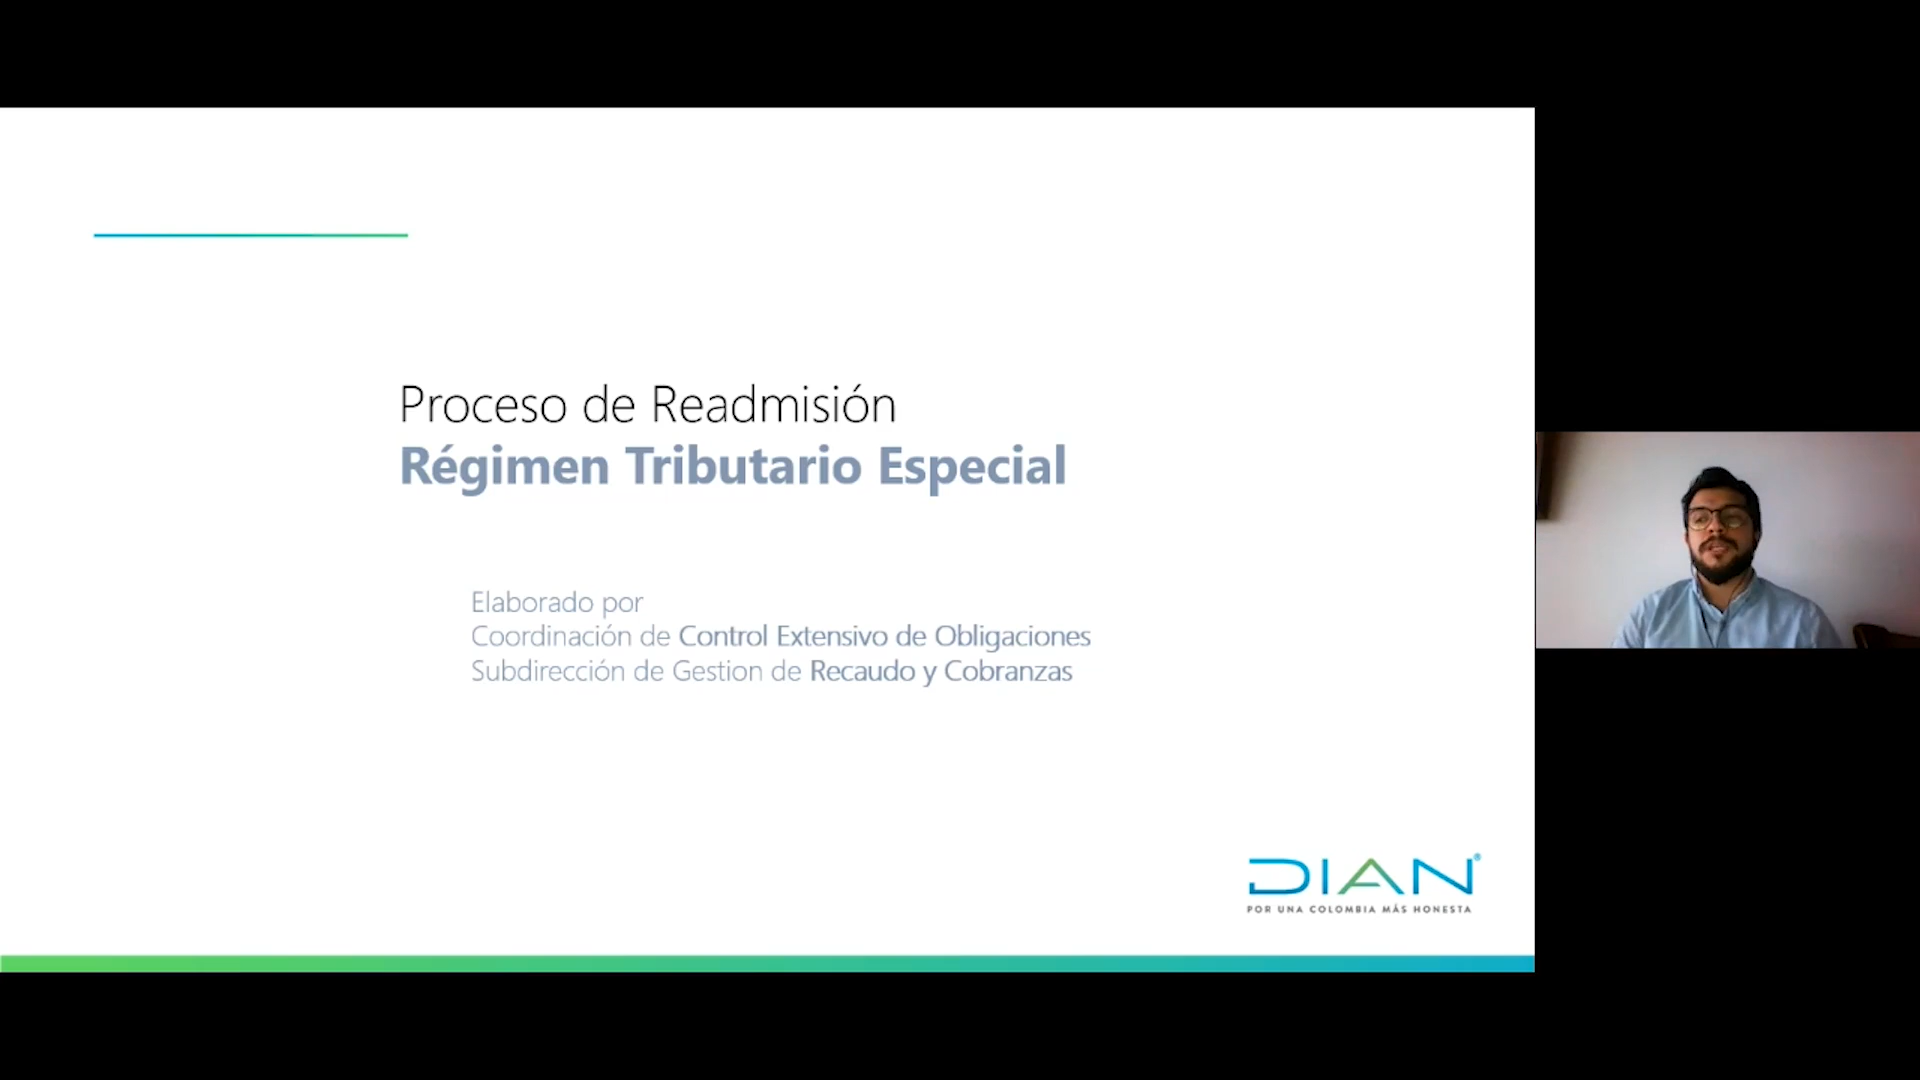 Proceso de Readmisión
Régimen Tributario Especial
Elaborado por
Coordinación de Control Extensivo de Obligaciones
Subdirección de Gestion de Recaudo y Cobranzas
DIAN®
POR UNA COLOMBIA MÁS HONESTA